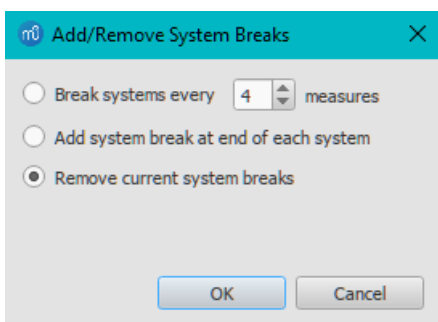 Add/Remove System Breaks
Break systems every 4 measures
Add system break at end of each system
Remove current system breaks
OK Cancel